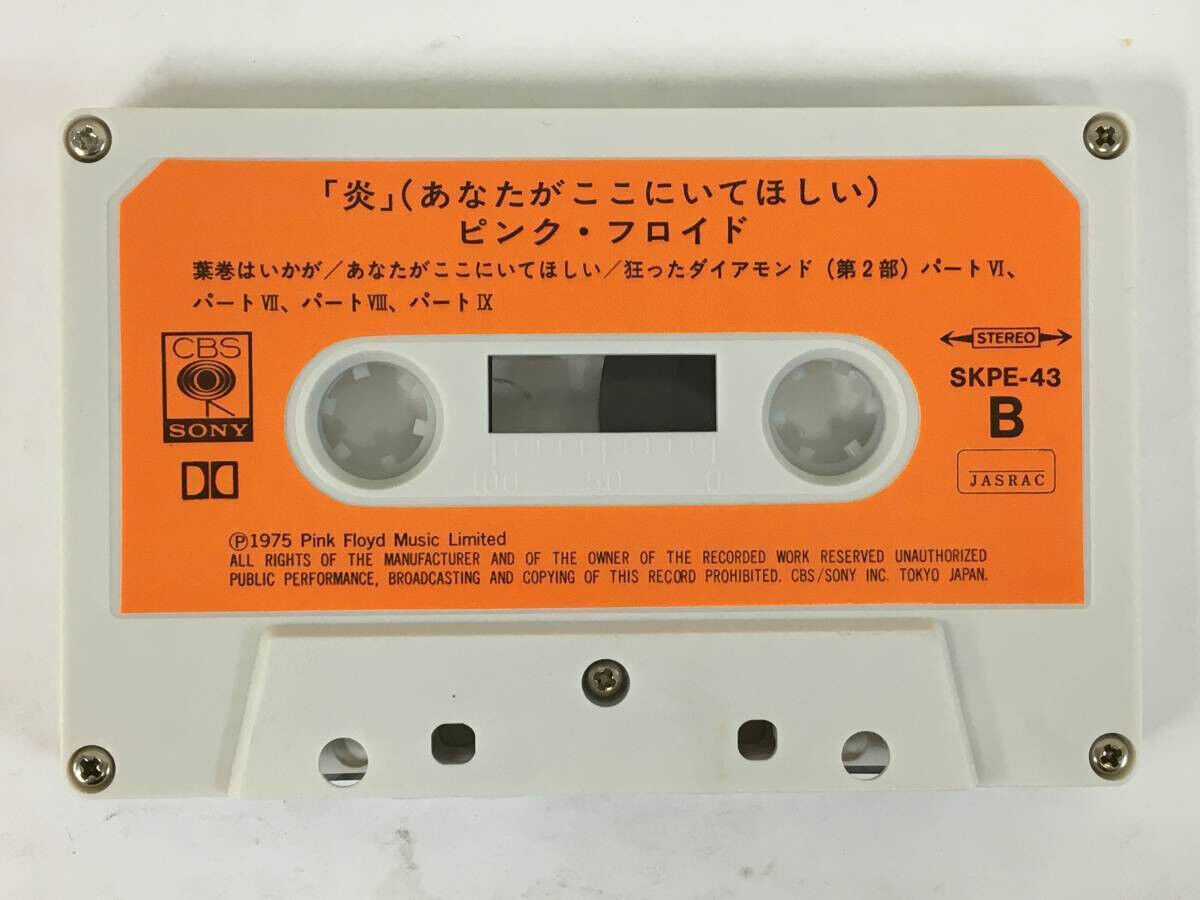 「炎」(あなたがここにいてほしい)
ピンク・フロイド
葉巻はいかが/あなたがここにいてほしい/狂ったダイアモンド (第2部) パートⅥ、
パートⅦ、パートⅧ、パートⅨ
CBS
SONY
STEREO
SKPE-43
B
JASRAC
100 50 0
Ⓟ1975 Pink Floyd Music Limited
ALL RIGHTS OF THE MANUFACTURER AND OF THE OWNER OF THE RECORDED WORK RESERVED UNAUTHORIZED
PUBLIC PERFORMANCE, BROADCASTING AND COPYING OF THIS RECORD PROHIBITED. CBS/SONY INC. TOKYO JAPAN.